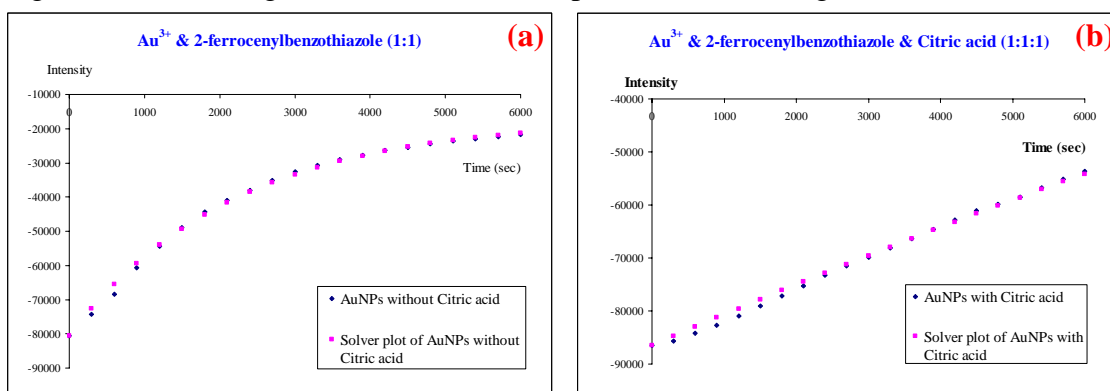 Au3+ & 2-ferrocenylbenzothiazole (1:1)
(a)
Intensity
-10000
0
1000
2000
3000
4000
5000
6000
-20000
Time (sec)
-30000
-40000
-50000
-60000
-70000
-80000
-90000
AuNPs without Citric acid
Solver plot of AuNPs without
Citric acid
Au3+ & 2-ferrocenylbenzothiazole & Citric acid (1:1:1)
(b)
Intensity
-40000
0
1000
2000
3000
4000
5000
6000
-50000
Time (sec)
-60000
-70000
-80000
-90000
AuNPs with Citric acid
Solver plot of AuNPs with
Citric acid